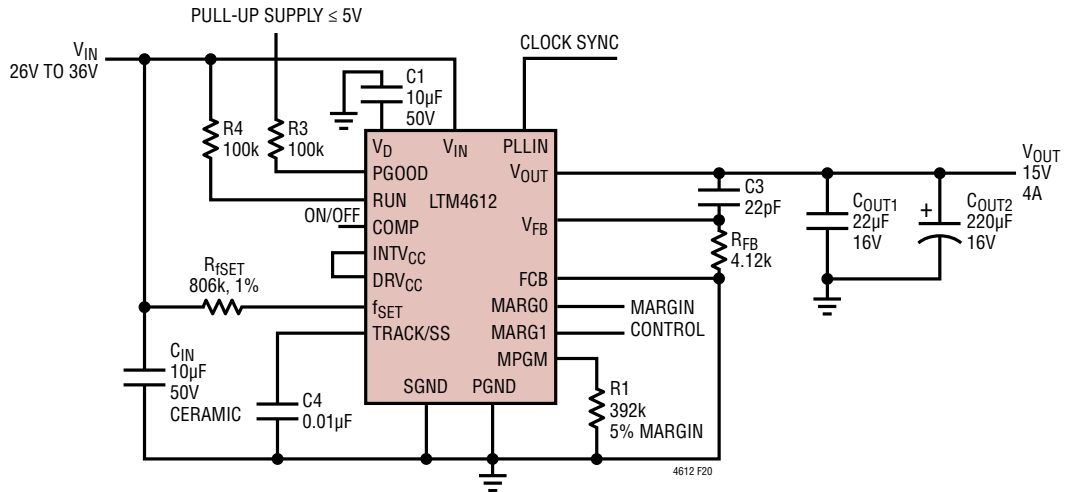 PULL-UP SUPPLY ≤ 5V
VIN
26V TO 36V
CLOCK SYNC
C1
10µF
50V
R4
100k
R3
100k
VD
VIN
PLLIN
PGOOD
VOUT
RUN
LTM4612
ON/OFF
COMP
VFB
INTVCC
DRVCC
FCB
fSET
MARG0
TRACK/SS
MARG1
MPGM
SGND
PGND
C3
22pF
RFB
4.12k
COUT1
22µF
16V
+
COUT2
220µF
16V
VOUT
15V
4A
MARGIN
CONTROL
RfSET
806k, 1%
CIN
10µF
50V
CERAMIC
C4
0.01µF
R1
392k
5% MARGIN
4612 F20